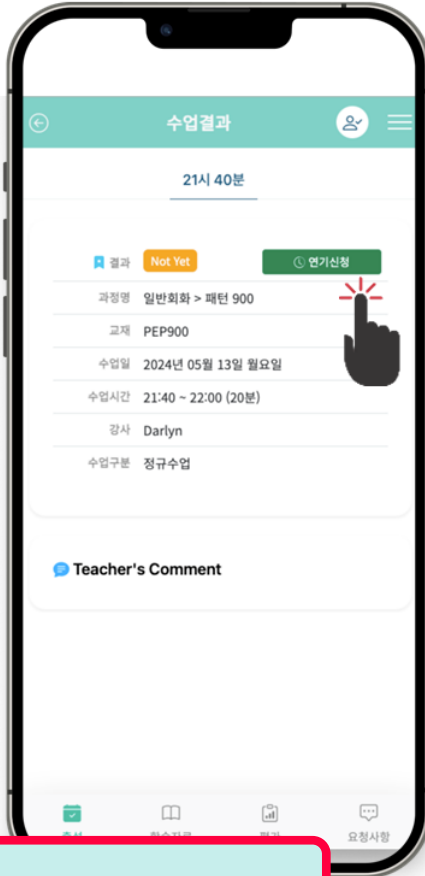 수업결과
21시 40분
결과 Not Yet 연기신청
과정명 일반회화 > 패턴 900
교재 PEP900
수업일 2024년 05월 13일 월요일
수업시간 21:40 ~ 22:00 (20분)
강사 Darlyn
수업구분 정규수업
Teacher's Comment
요청사항